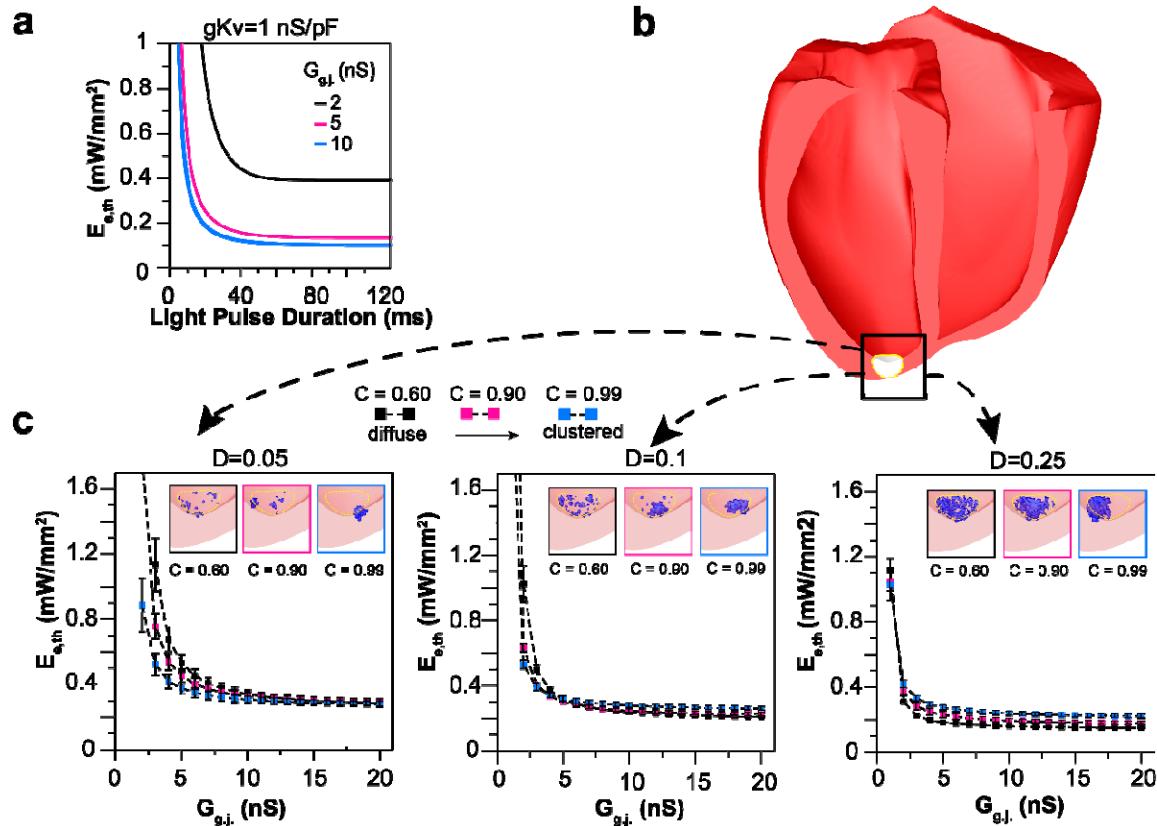 a
gKv=1 nS/pF
1
0.8
0.6
0.4
0.2
0
E_e,th (mW/mm²)
G_g.j. (nS)
2
5
10
0 40 80 120
Light Pulse Duration (ms)
b
c
C = 0.60 C = 0.90 C = 0.99
diffuse clustered
D=0.05
1.6
1.2
0.8
0.4
0
E_e,th (mW/mm²)
C = 0.60 C = 0.90 C = 0.99
0 5 10 15 20
G_g.j. (nS)
D=0.1
1.6
1.2
0.8
0.4
0
E_e,th (mW/mm²)
C = 0.60 C = 0.90 C = 0.99
0 5 10 15 20
G_g.j. (nS)
D=0.25
1.6
1.2
0.8
0.4
0
E_e,th (mW/mm2)
C = 0.60 C = 0.90 C = 0.99
0 5 10 15 20
G_g.j. (nS)